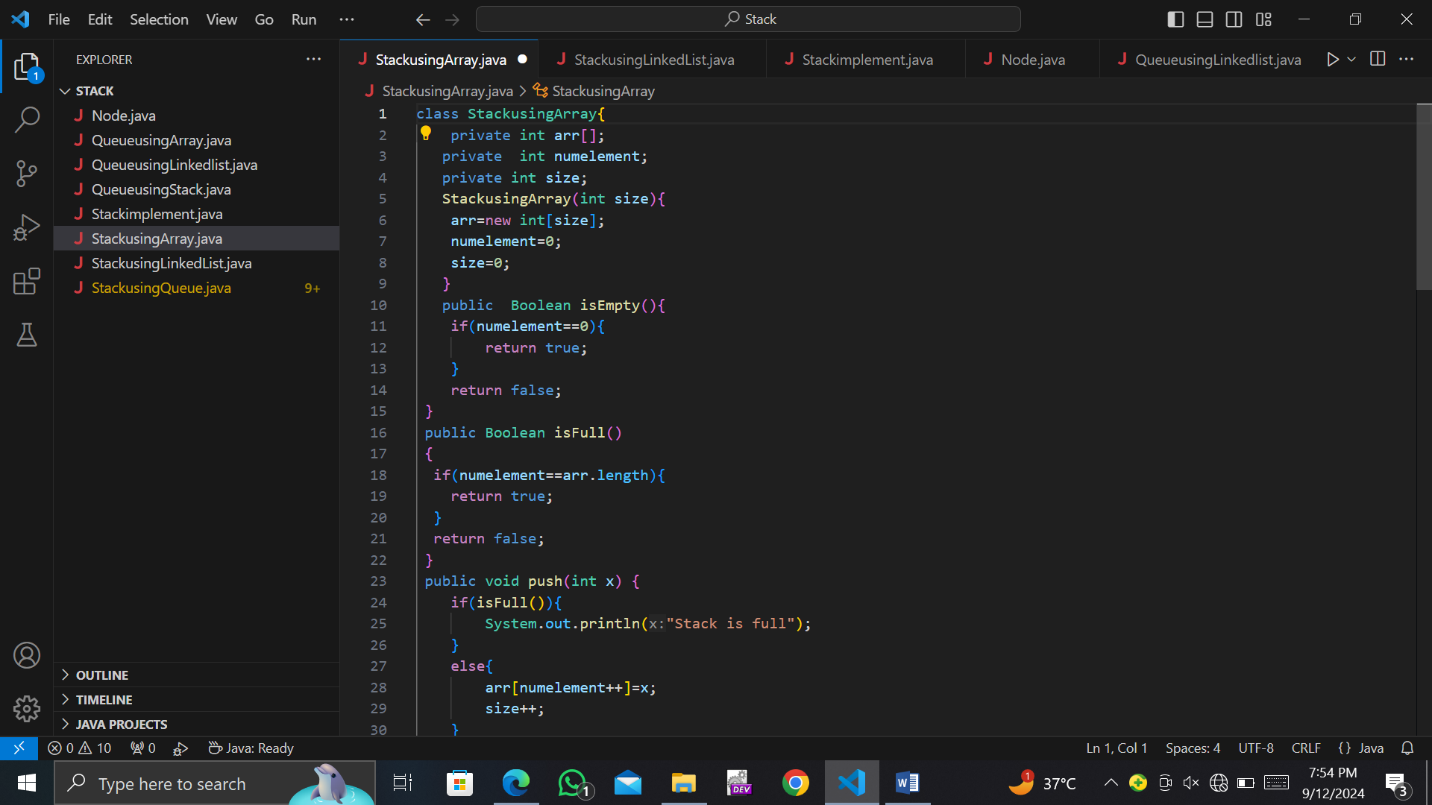 File Edit Selection View Go Run ··· Stack
EXPLORER ···
STACK
Node.java
QueueusingArray.java
QueueusingLinkedlist.java
QueueusingStack.java
Stackimplement.java
StackusingArray.java
StackusingLinkedList.java
StackusingQueue.java 9+
OUTLINE
TIMELINE
JAVA PROJECTS
1
J StackusingArray.java J StackusingLinkedList.java J Stackimplement.java J Node.java J QueueusingLinkedlist.java
J StackusingArray.java > StackusingArray
1 class StackusingArray{
2 private int arr[];
3 private  int numelement;
4 private int size;
5 StackusingArray(int size){
6 arr=new int[size];
7 numelement=0;
8 size=0;
9 }
10 public  Boolean isEmpty(){
11 if(numelement==0){
12 return true;
13 }
14 return false;
15 }
16 public Boolean isFull()
17 {
18 if(numelement==arr.length){
19 return true;
20 }
21 return false;
22 }
23 public void push(int x) {
24 if(isFull()){
25 System.out.println(x:"Stack is full");
26 }
27 else{
28 arr[numelement++]=x;
29 size++;
30 }
0 10 0 Java: Ready Ln 1, Col 1 Spaces: 4 UTF-8 CRLF {} Java
Type here to search DEV 1 1 37°C 7:54 PM
9/12/2024 3